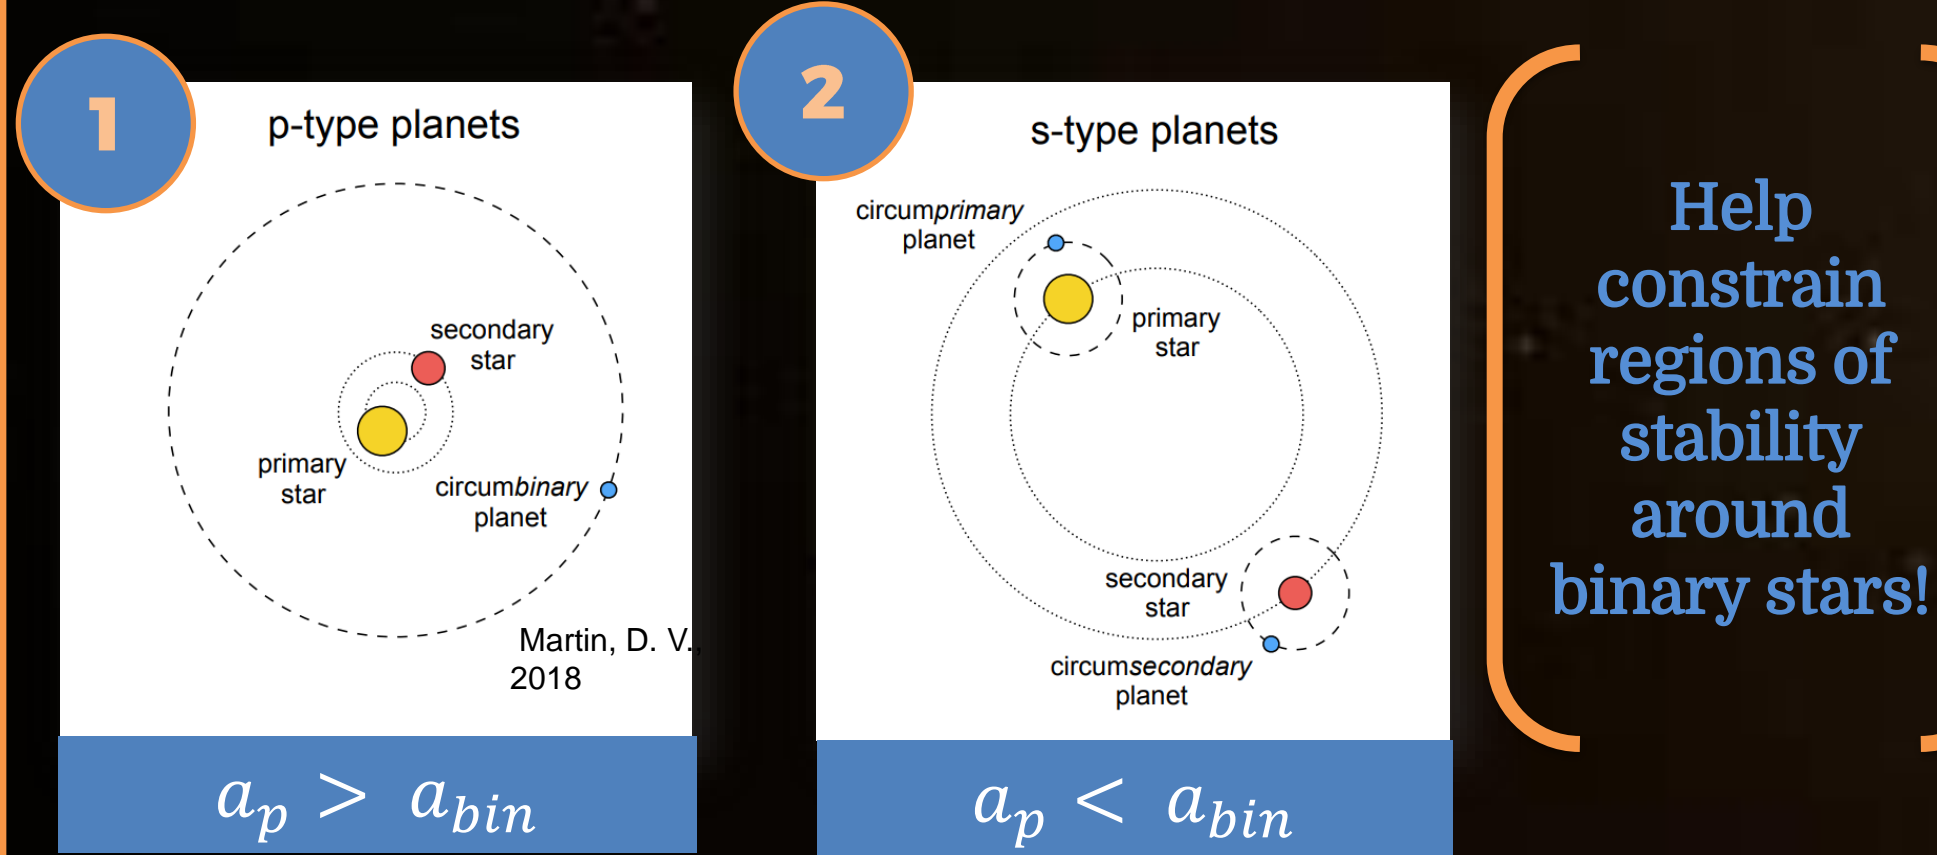 1
p-type planets
secondary
star
primary
star
circumbinary
planet
Martin, D. V.,
2018
a_p > a_bin
2
s-type planets
circumprimary
planet
primary
star
secondary
star
circumsecondary
planet
a_p < a_bin
Help
constrain
regions of
stability
around
binary stars!